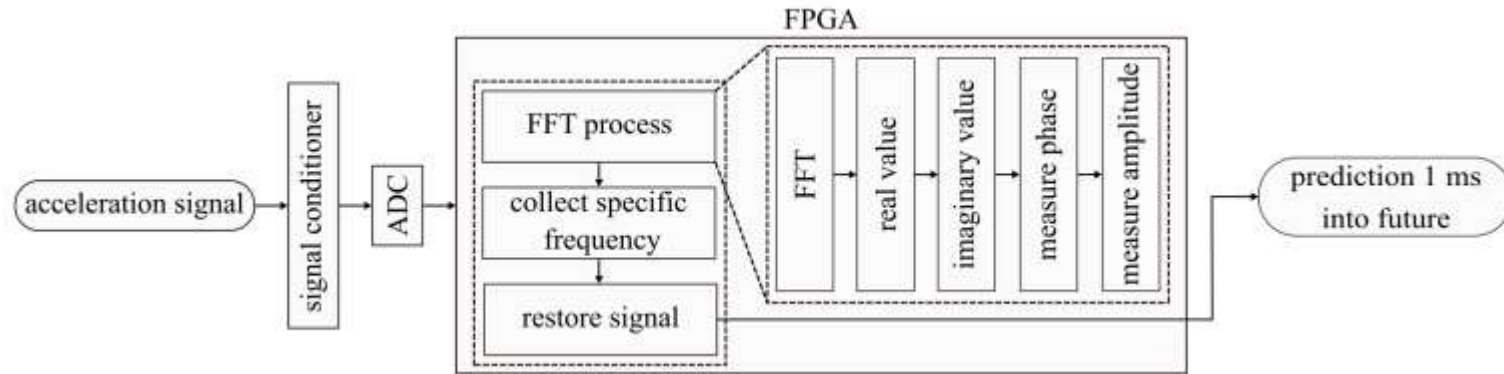 FPGA
acceleration signal
signal conditioner
ADC
FFT process
collect specific
frequency
restore signal
FFT
real value
imaginary value
measure phase
measure amplitude
prediction 1 ms
into future